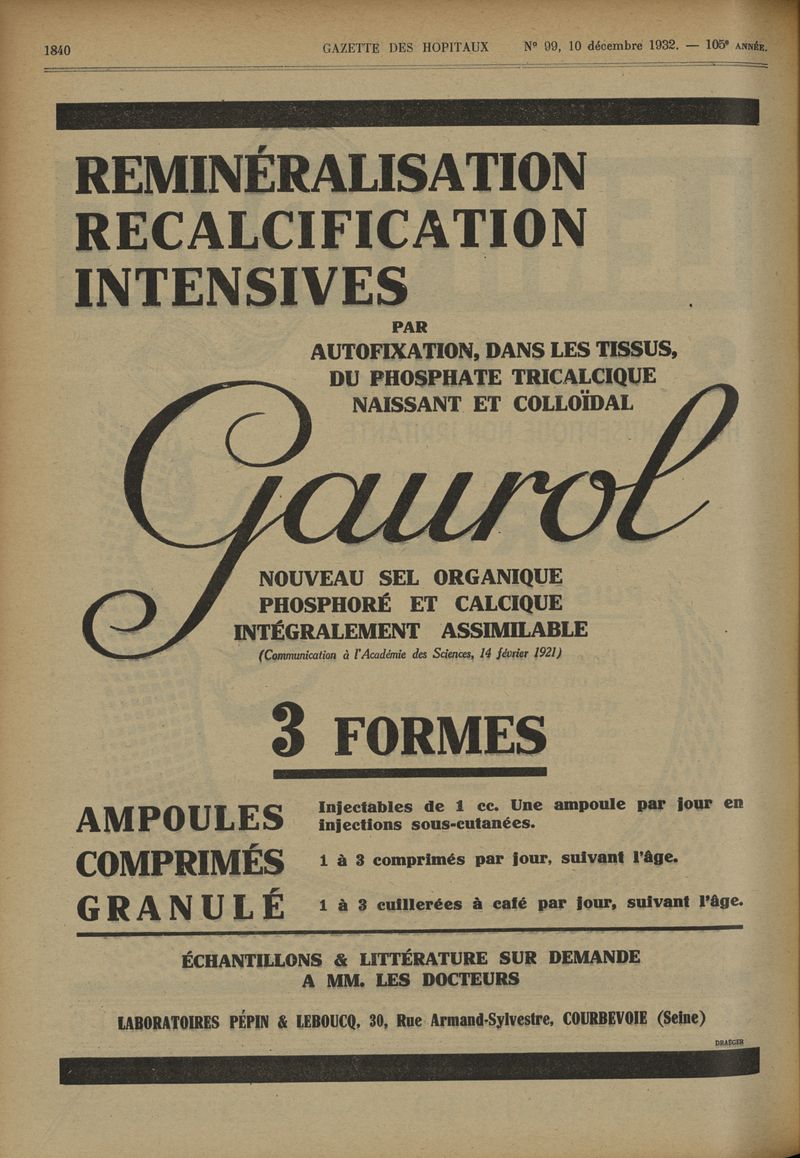 1840
GAZETTE DES HOPITAUX N° 99, 10 décembre 1932. — 105e ANNÉE.
REMINÉRALISATION
RECALCIFICATION
INTENSIVES
PAR
AUTOFIXATION, DANS LES TISSUS,
DU PHOSPHATE TRICALCIQUE
NAISSANT ET COLLOÏDAL
Gaurol
NOUVEAU SEL ORGANIQUE
PHOSPHORÉ ET CALCIQUE
INTÉGRALEMENT ASSIMILABLE
(Communication à l'Académie des Sciences, 14 février 1921)
3 FORMES
AMPOULES Injectables de 1 cc. Une ampoule par jour en
injections sous-cutanées.
COMPRIMÉS 1 à 3 comprimés par jour, suivant l'âge.
GRANULÉ 1 à 3 cuillerées à café par jour, suivant l'âge.
ÉCHANTILLONS & LITTÉRATURE SUR DEMANDE
A MM. LES DOCTEURS
LABORATOIRES PÉPIN & LEBOUCQ, 30, Rue Armand-Sylvestre, COURBEVOIE (Seine)
DRAEGER